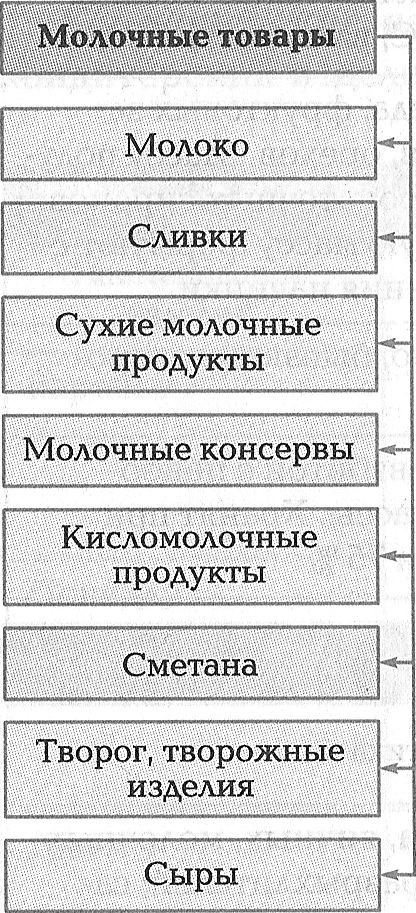 Молочные товары
Молоко
Сливки
Сухие молочные
продукты
Молочные консервы
Кисломолочные
продукты
Сметана
Творог, творожные
изделия
Сыры